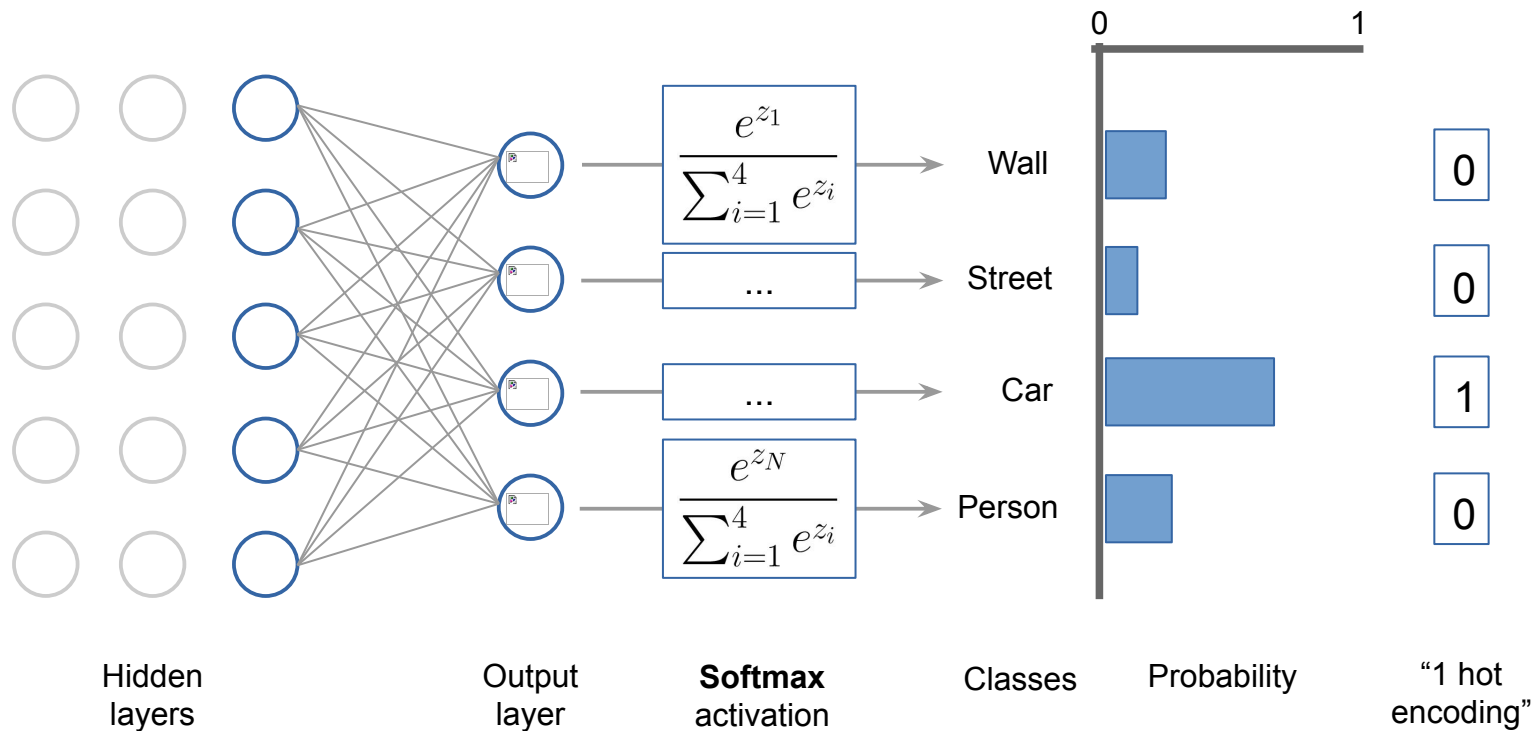 0 1
e^{z_1}
\sum_{i=1}^{4} e^{z_i}
Wall
0
...
Street
0
...
Car
1
e^{z_N}
\sum_{i=1}^{4} e^{z_i}
Person
0
Hidden
layers
Output
layer
Softmax
activation
Classes
Probability
“1 hot
encoding”